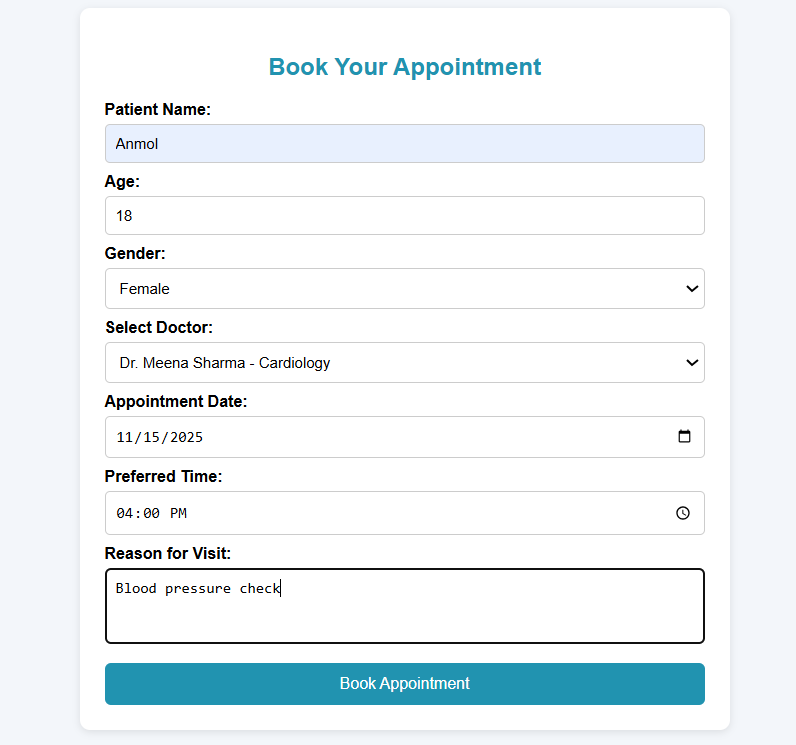 Book Your Appointment
Patient Name:
Anmol
Age:
18
Gender:
Female
Select Doctor:
Dr. Meena Sharma - Cardiology
Appointment Date:
11/15/2025
Preferred Time:
04:00 PM
Reason for Visit:
Blood pressure check
Book Appointment